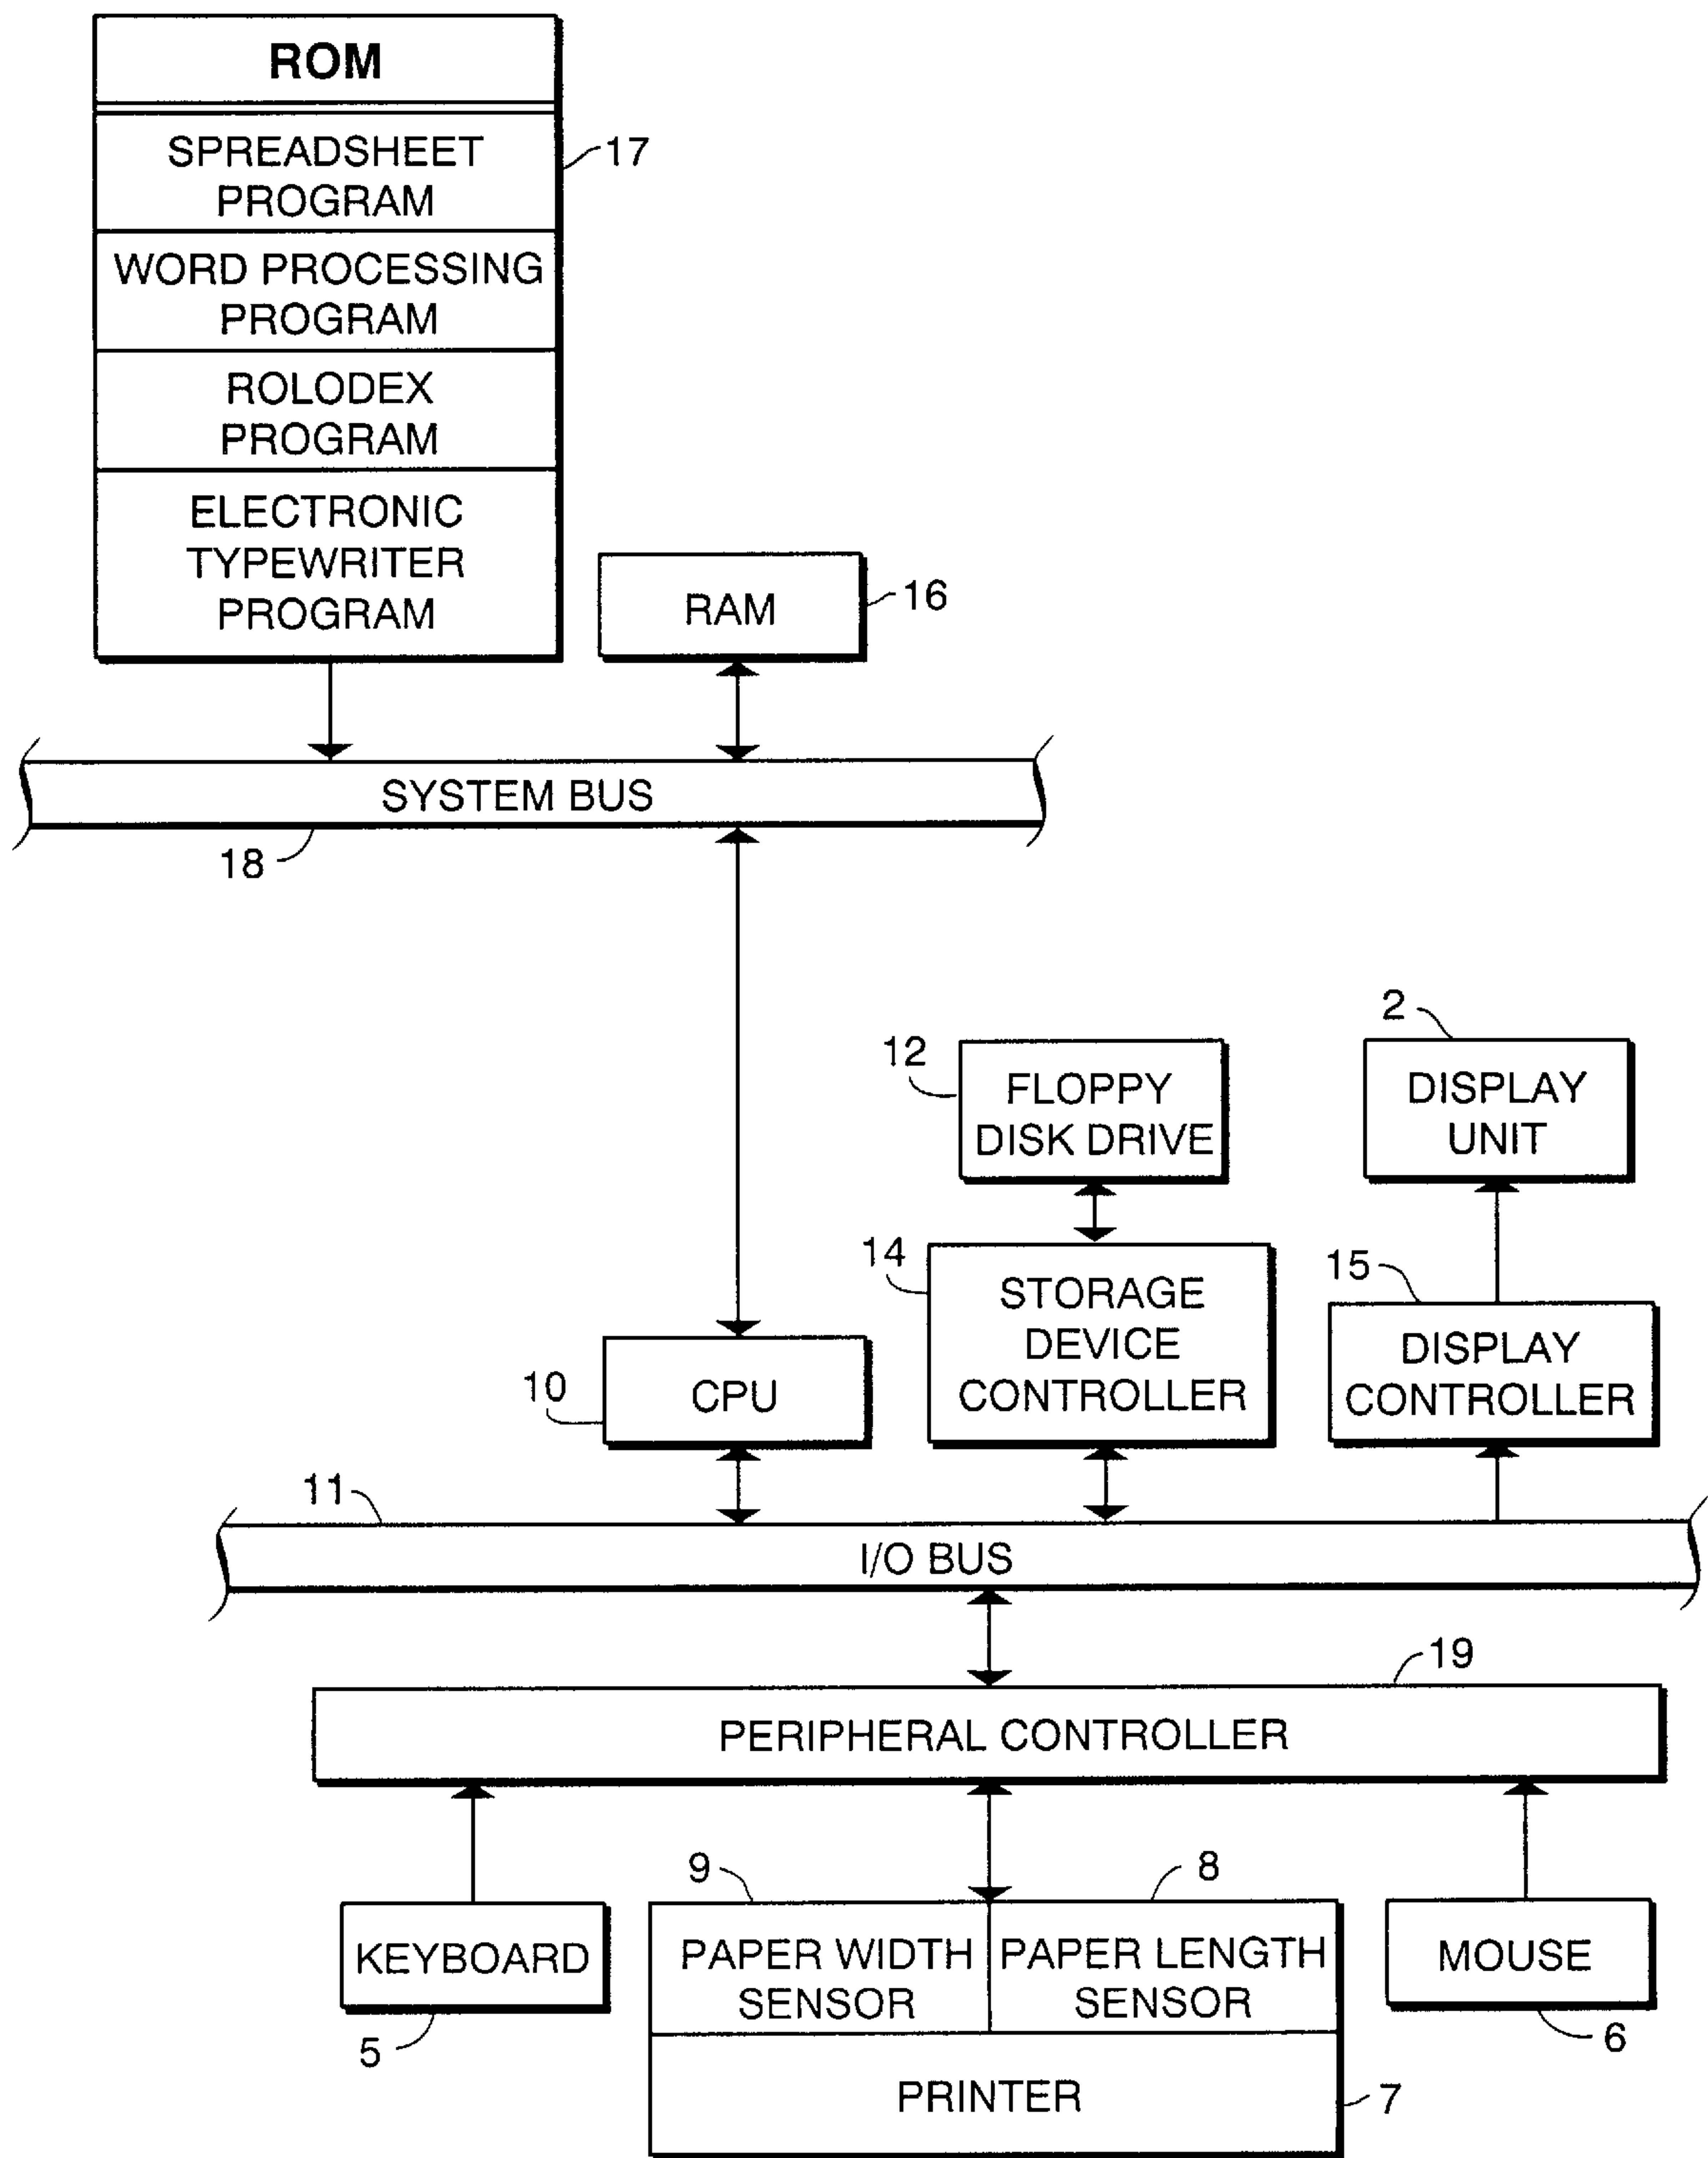 ROM
SPREADSHEET
PROGRAM
17
WORD PROCESSING
PROGRAM
ROLODEX
PROGRAM
ELECTRONIC
TYPEWRITER
PROGRAM
RAM
16
SYSTEM BUS
18
2
12
FLOPPY
DISK DRIVE
DISPLAY
UNIT
14
STORAGE
DEVICE
CONTROLLER
15
DISPLAY
CONTROLLER
10
CPU
11
I/O BUS
19
PERIPHERAL CONTROLLER
9
8
KEYBOARD
5
PAPER WIDTH
SENSOR
PAPER LENGTH
SENSOR
MOUSE
6
PRINTER
7